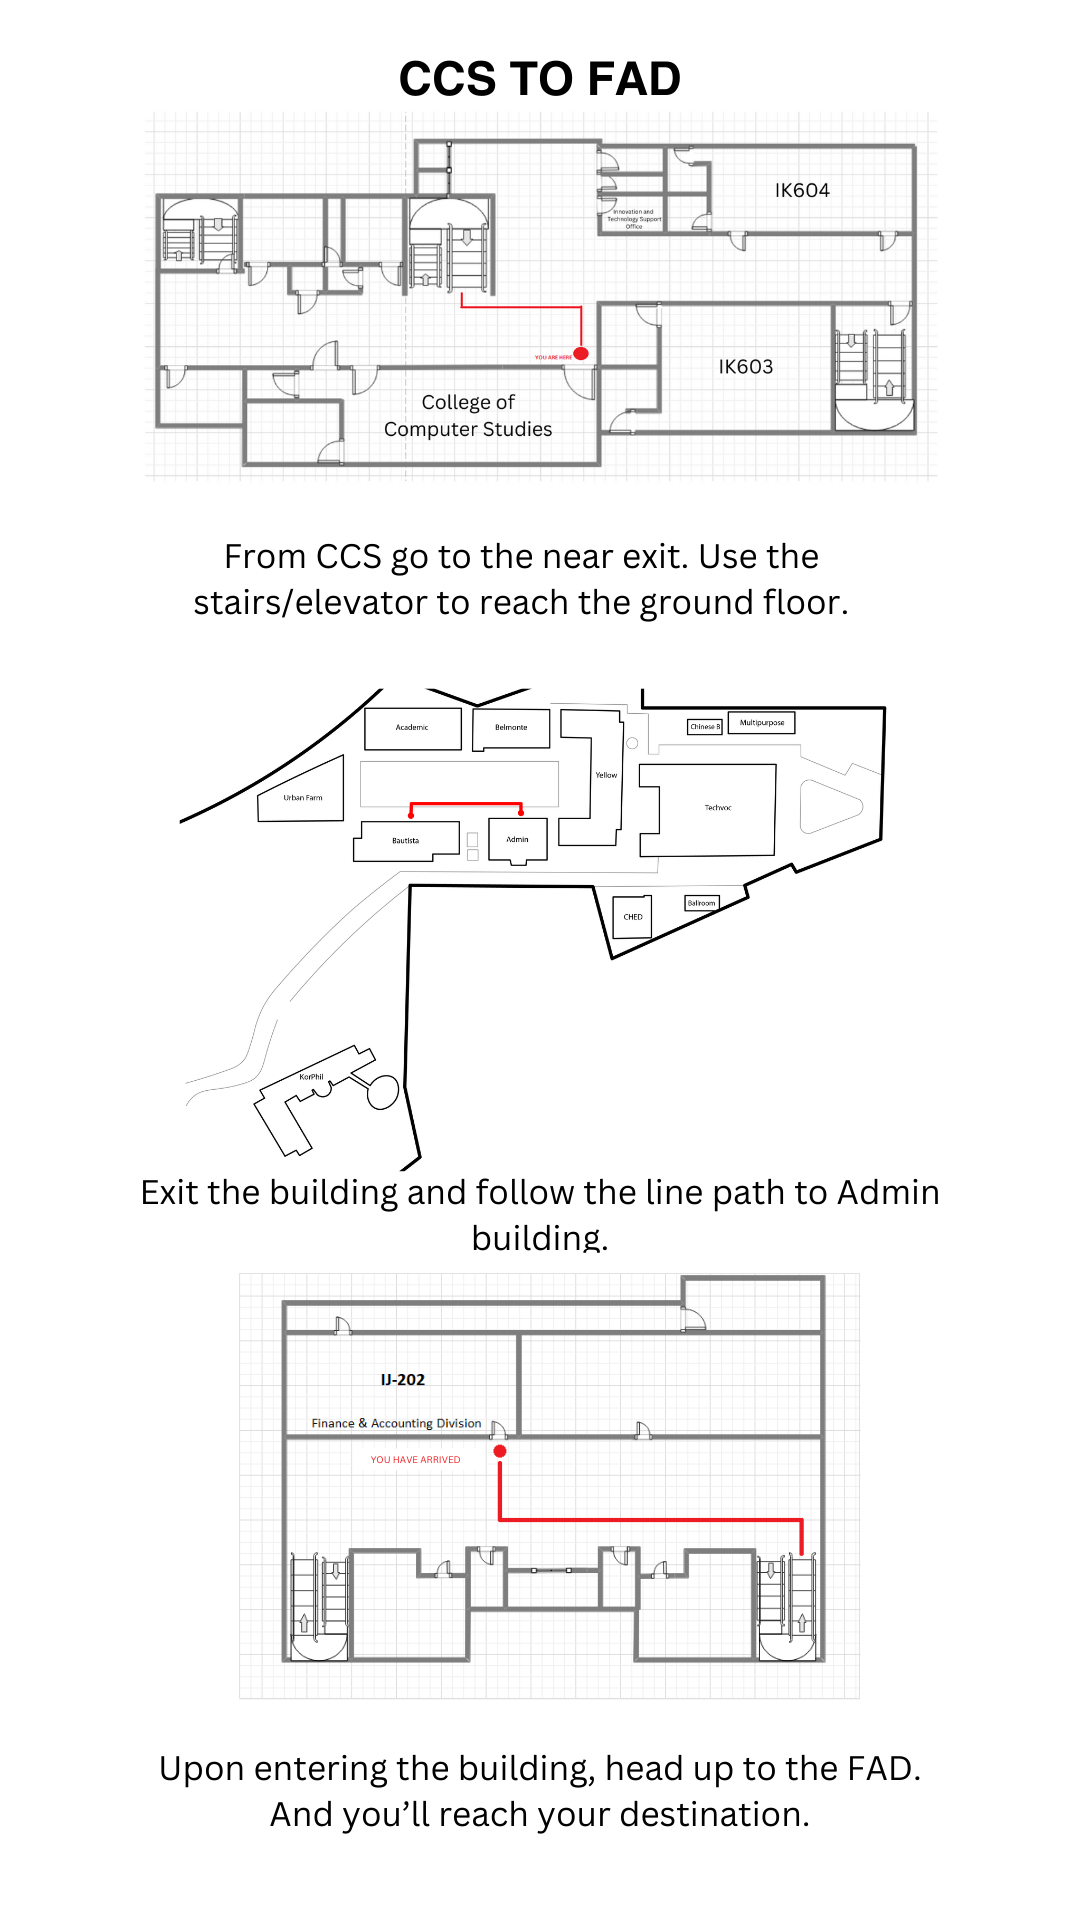 CCS TO FAD
IK604
Innovation and
Technology Support
Office
YOU ARE HERE
IK603
College of
Computer Studies
From CCS go to the near exit. Use the
stairs/elevator to reach the ground floor.
Academic
Belmonte
Chinese B
Multipurpose
Urban Farm
Yellow
Techvoc
Bautista
Admin
CHED
Ballroom
KorPhil
Exit the building and follow the line path to Admin
building.
IJ-202
Finance & Accounting Division
YOU HAVE ARRIVED
Upon entering the building, head up to the FAD.
And you’ll reach your destination.